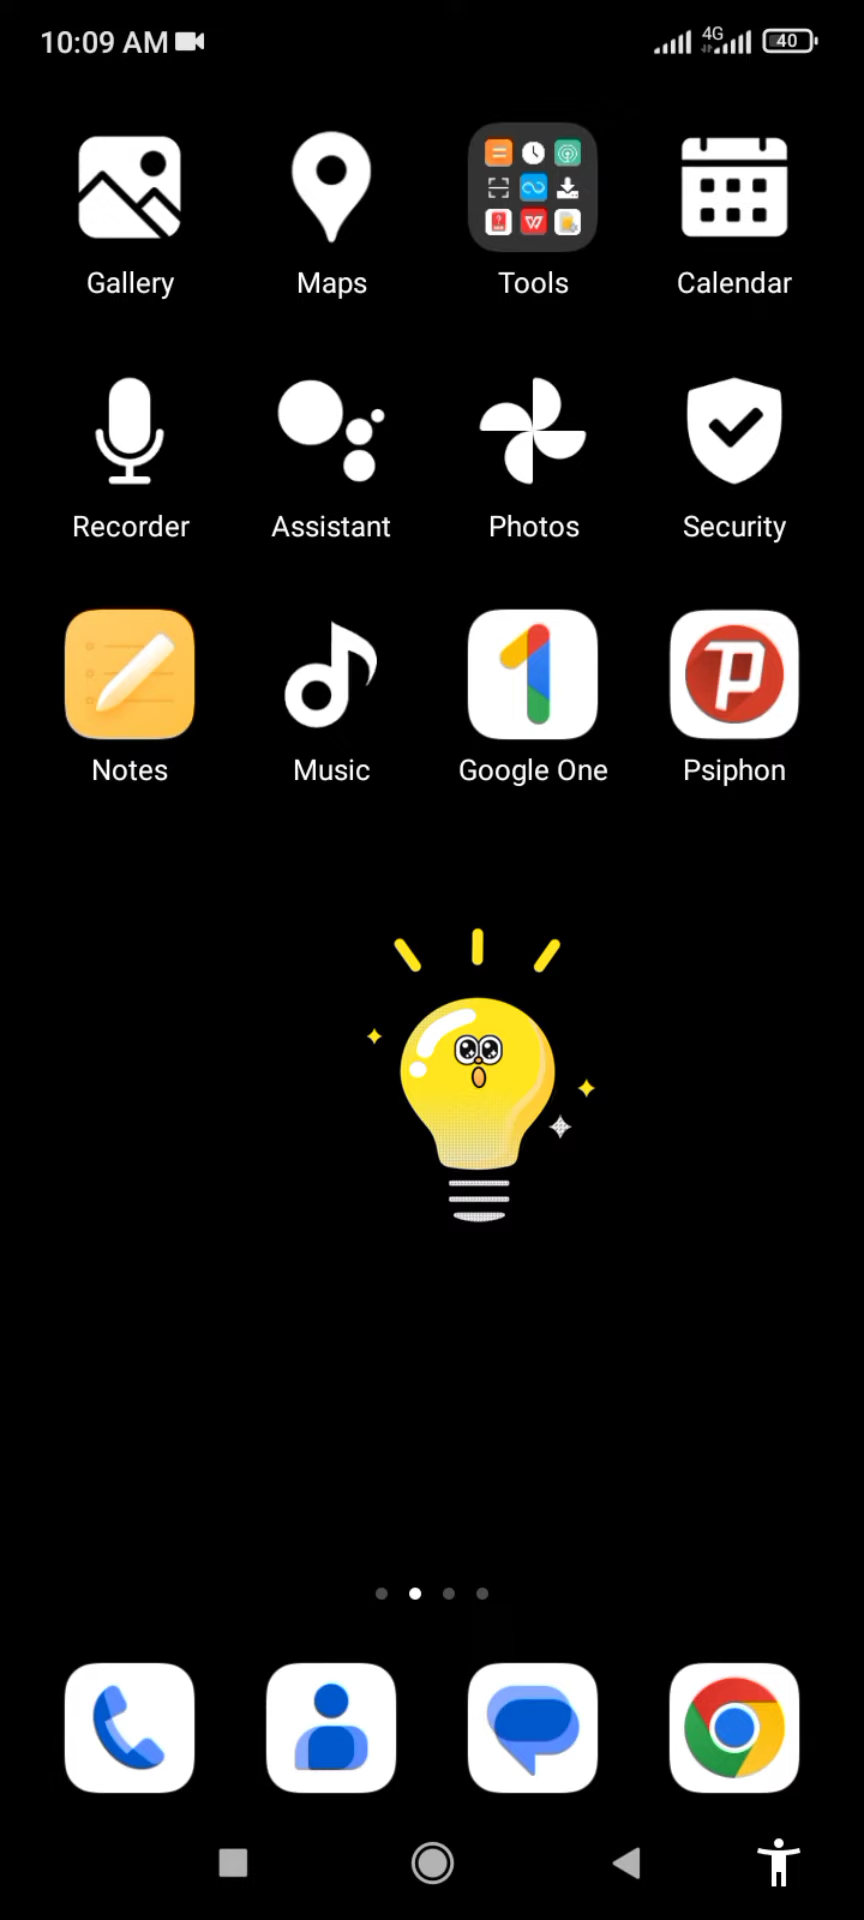 10:09 AM 4G 40
Gallery Maps Tools Calendar
Recorder Assistant Photos Security
Notes Music Google One Psiphon